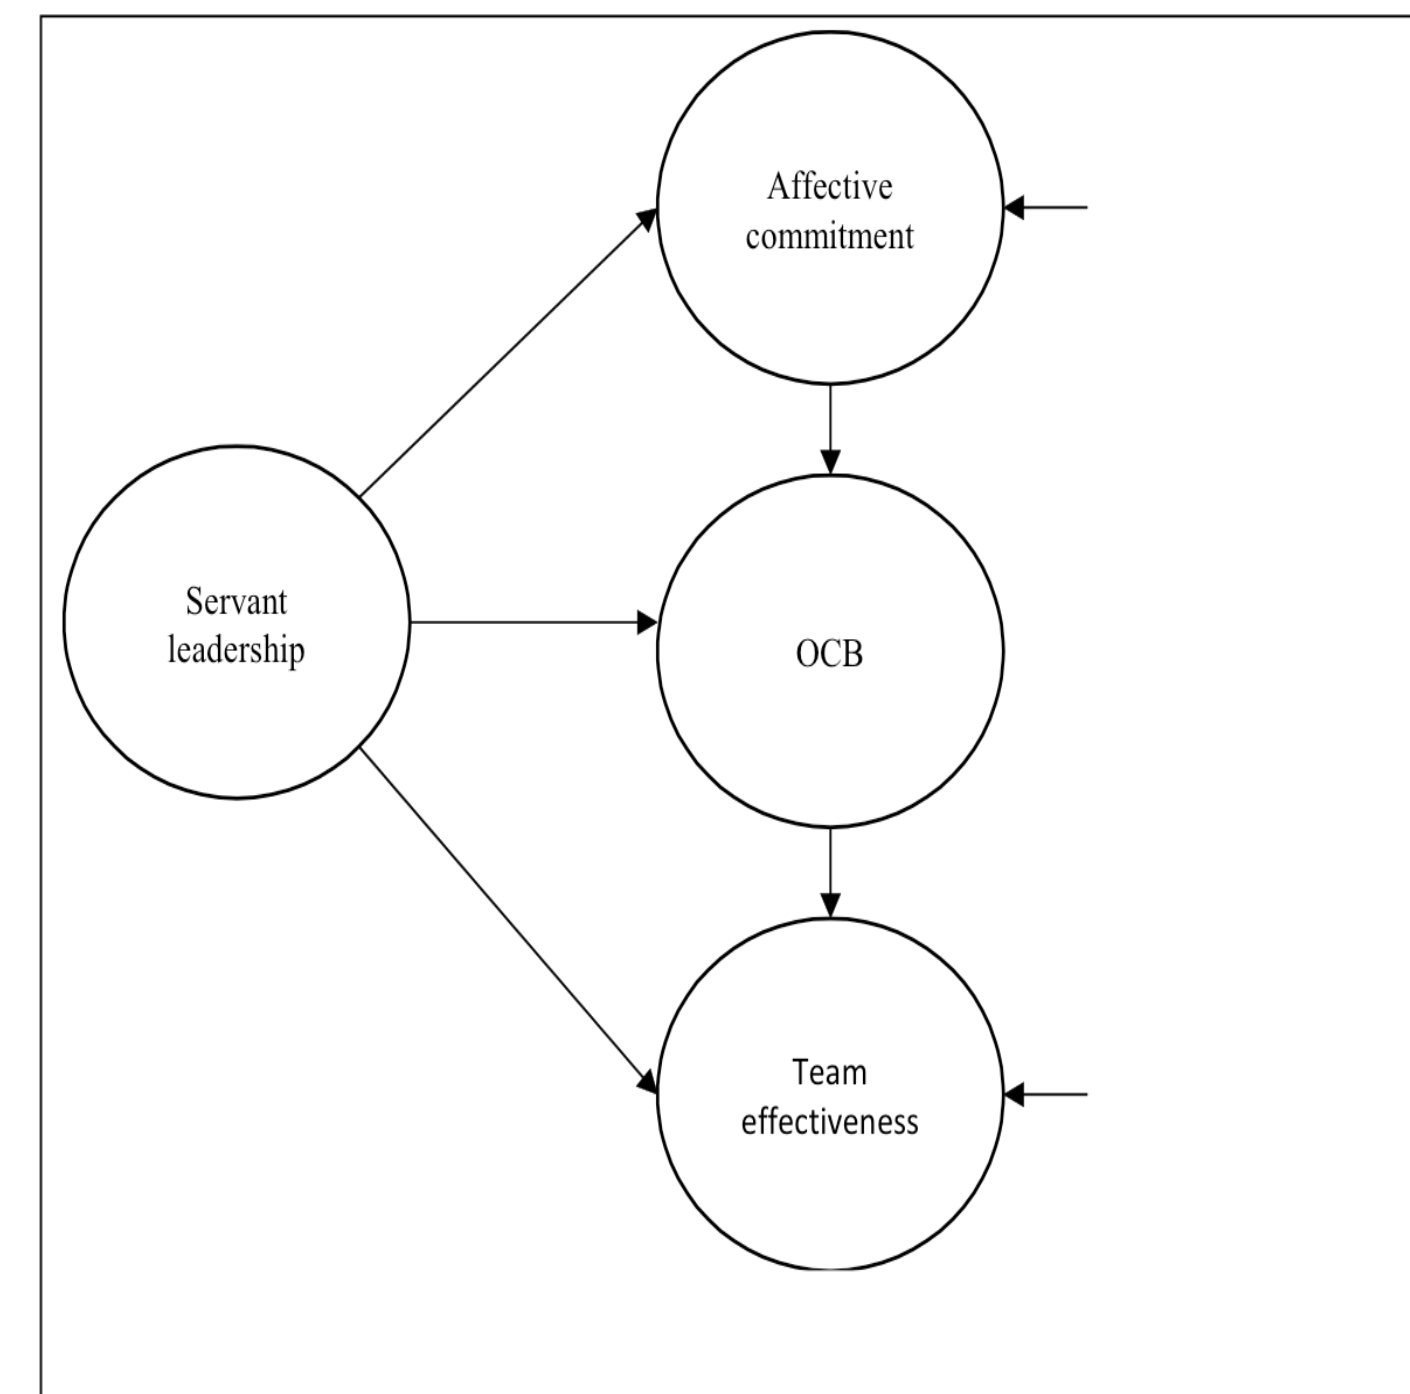 Affective
commitment
Servant
leadership
OCB
Team
effectiveness